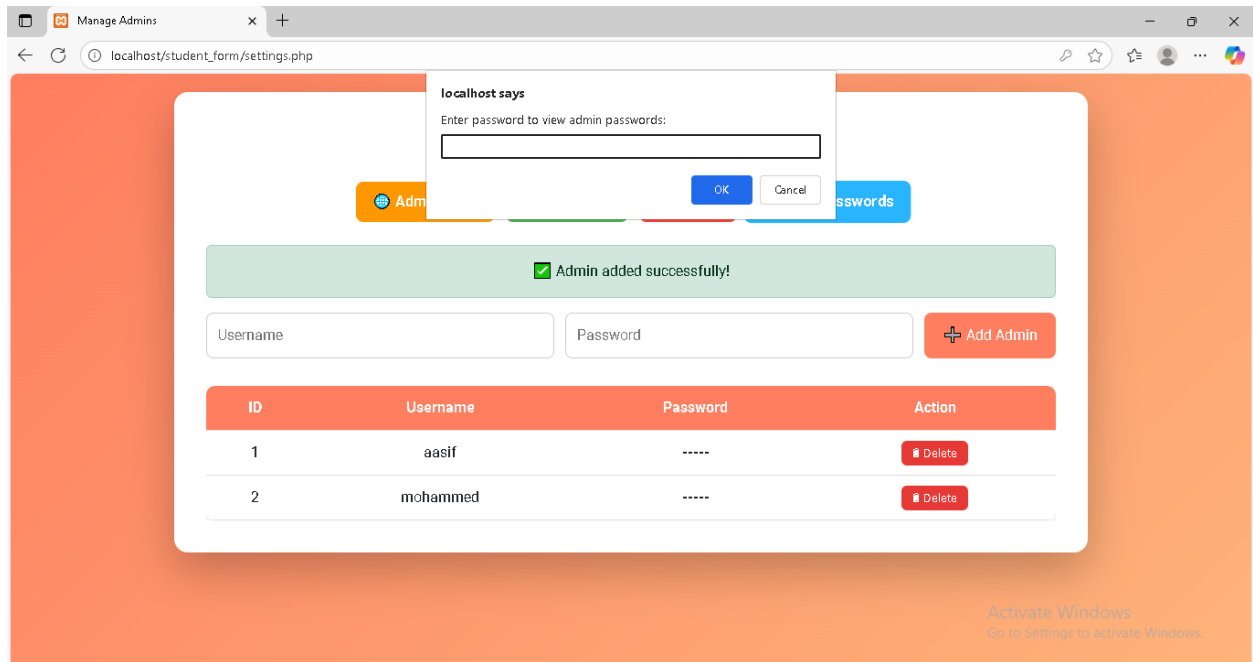 Manage Admins
localhost/student_form/settings.php
localhost says
Enter password to view admin passwords:
OK
Cancel
✅ Admin added successfully!
Username
Password
➕ Add Admin
ID Username Password Action
1 aasif ----- Delete
2 mohammed ----- Delete
Activate Windows
Go to Settings to activate Windows.